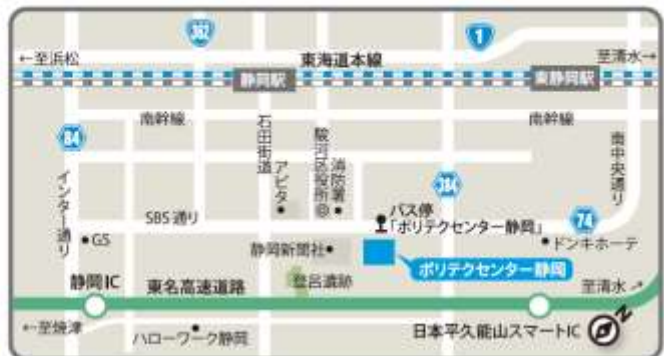 362
1
←至浜松
東海道本線
至清水→
静岡駅
東静岡駅
84
南幹線
石田街道
アピタ
駿河区役所
消防署
南幹線
南中央通り
インター通り
384
SBS通り
バス停
「ポリテクセンター静岡」
74
GS
静岡新聞社
ドンキホーテ
ポリテクセンター静岡
静岡IC
東名高速道路
登呂遺跡
至清水→
←至焼津
ハローワーク静岡
日本平久能山スマートIC
N